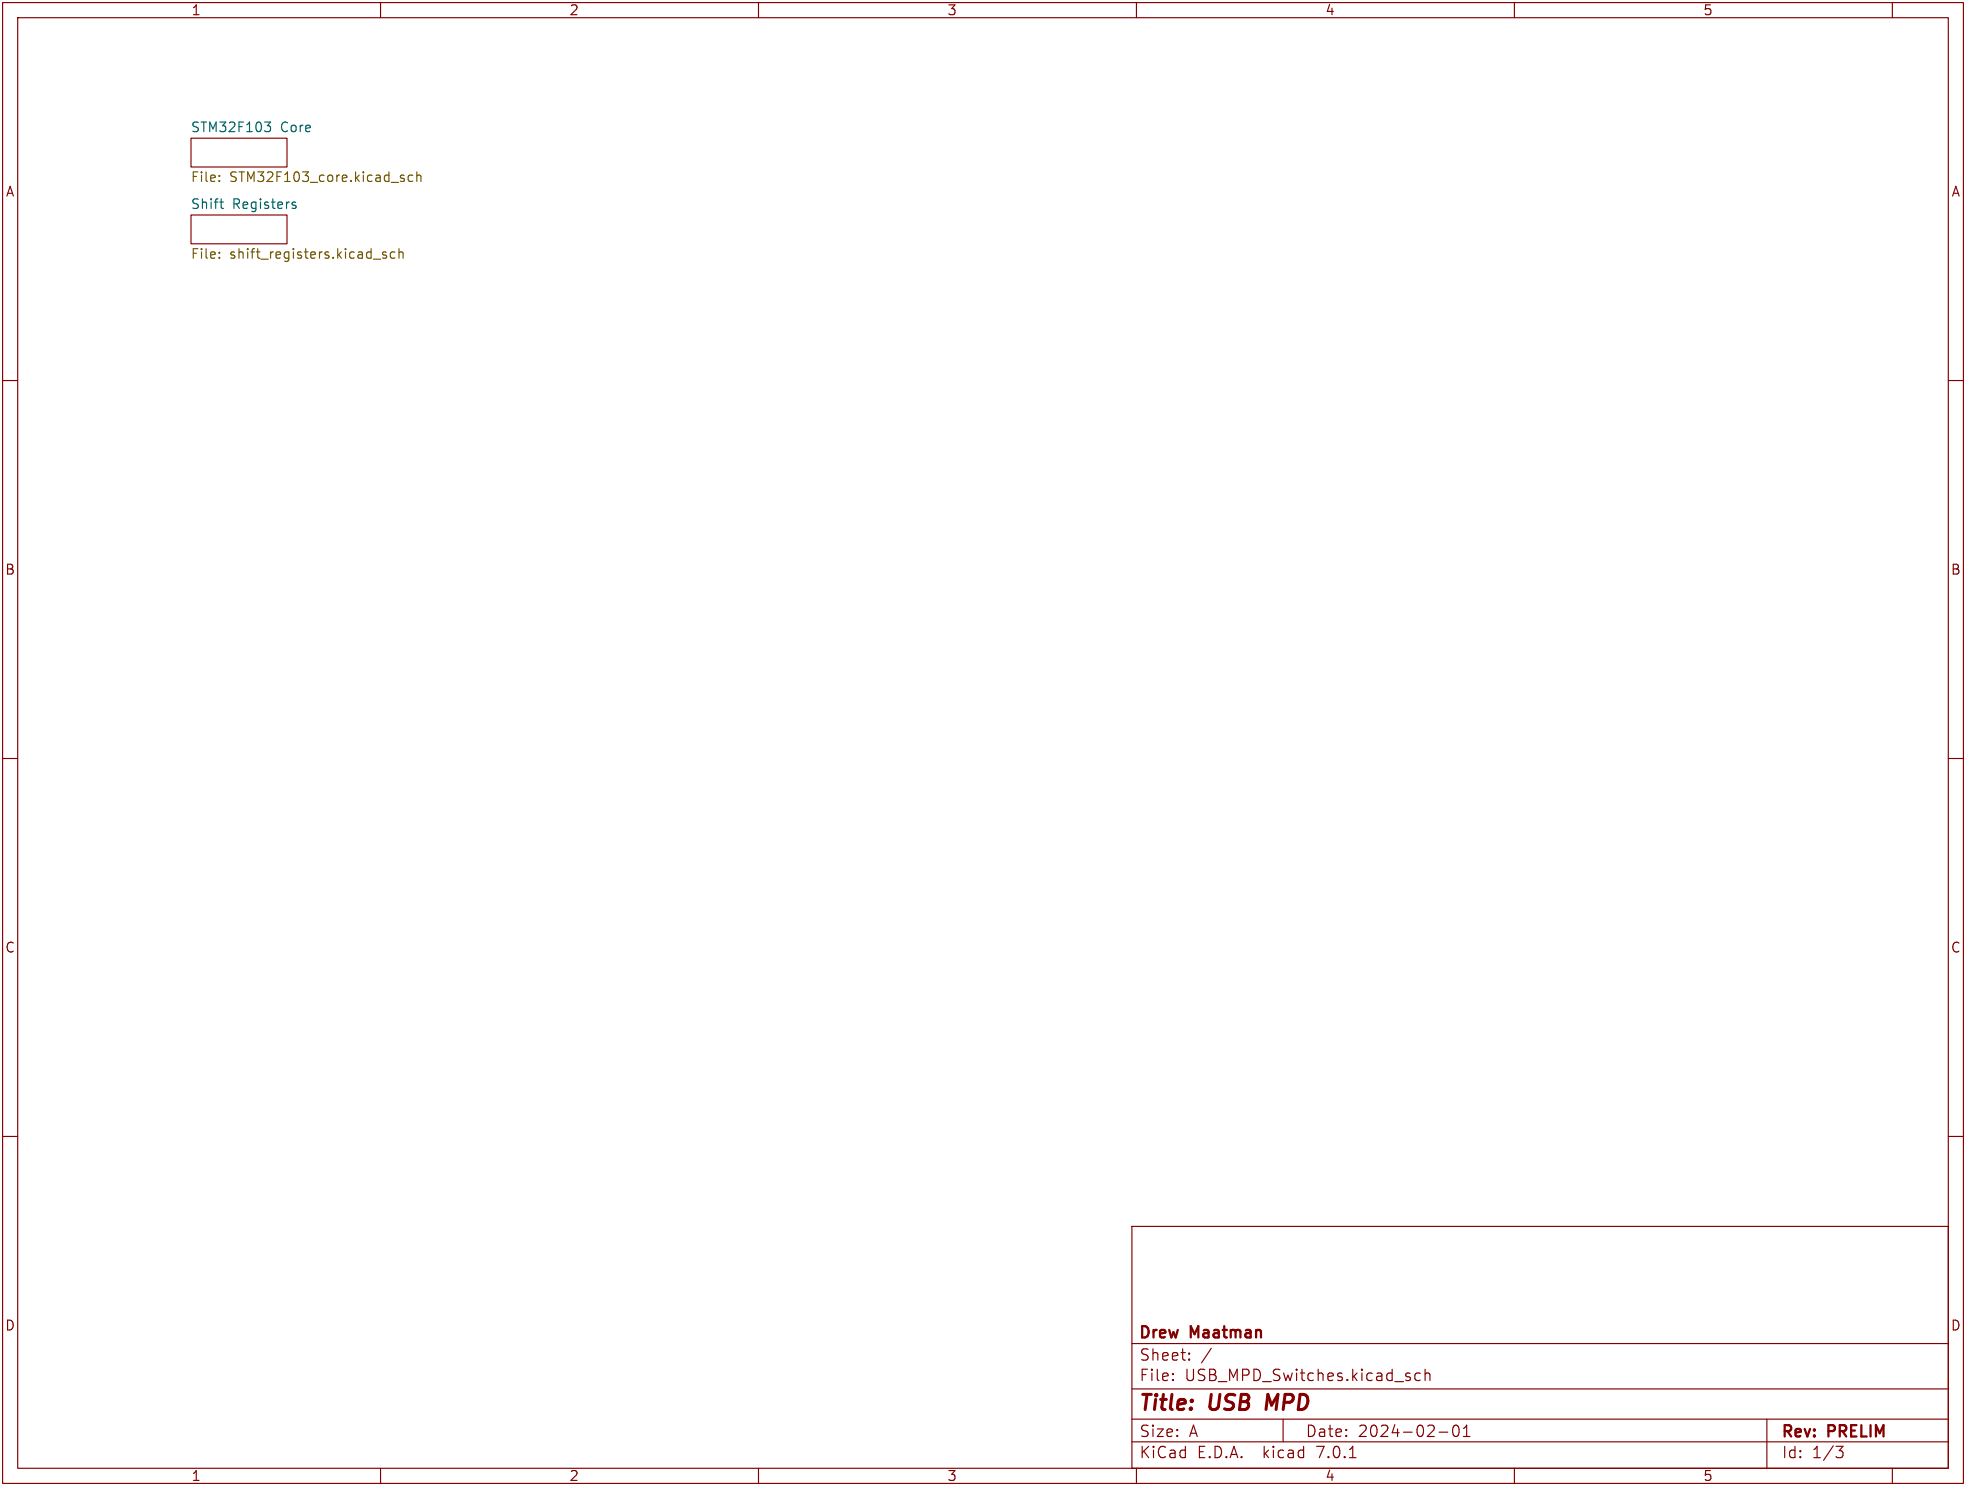 1 2 3 4 5
STM32F103 Core
File: STM32F103_core.kicad_sch
A A
Shift Registers
File: shift_registers.kicad_sch
B B
C C
D D
Drew Maatman
Sheet: /
File: USB_MPD_Switches.kicad_sch
Title: USB MPD
Size: A Date: 2024-02-01 Rev: PRELIM
KiCad E.D.A. kicad 7.0.1 Id: 1/3
1 2 3 4 5